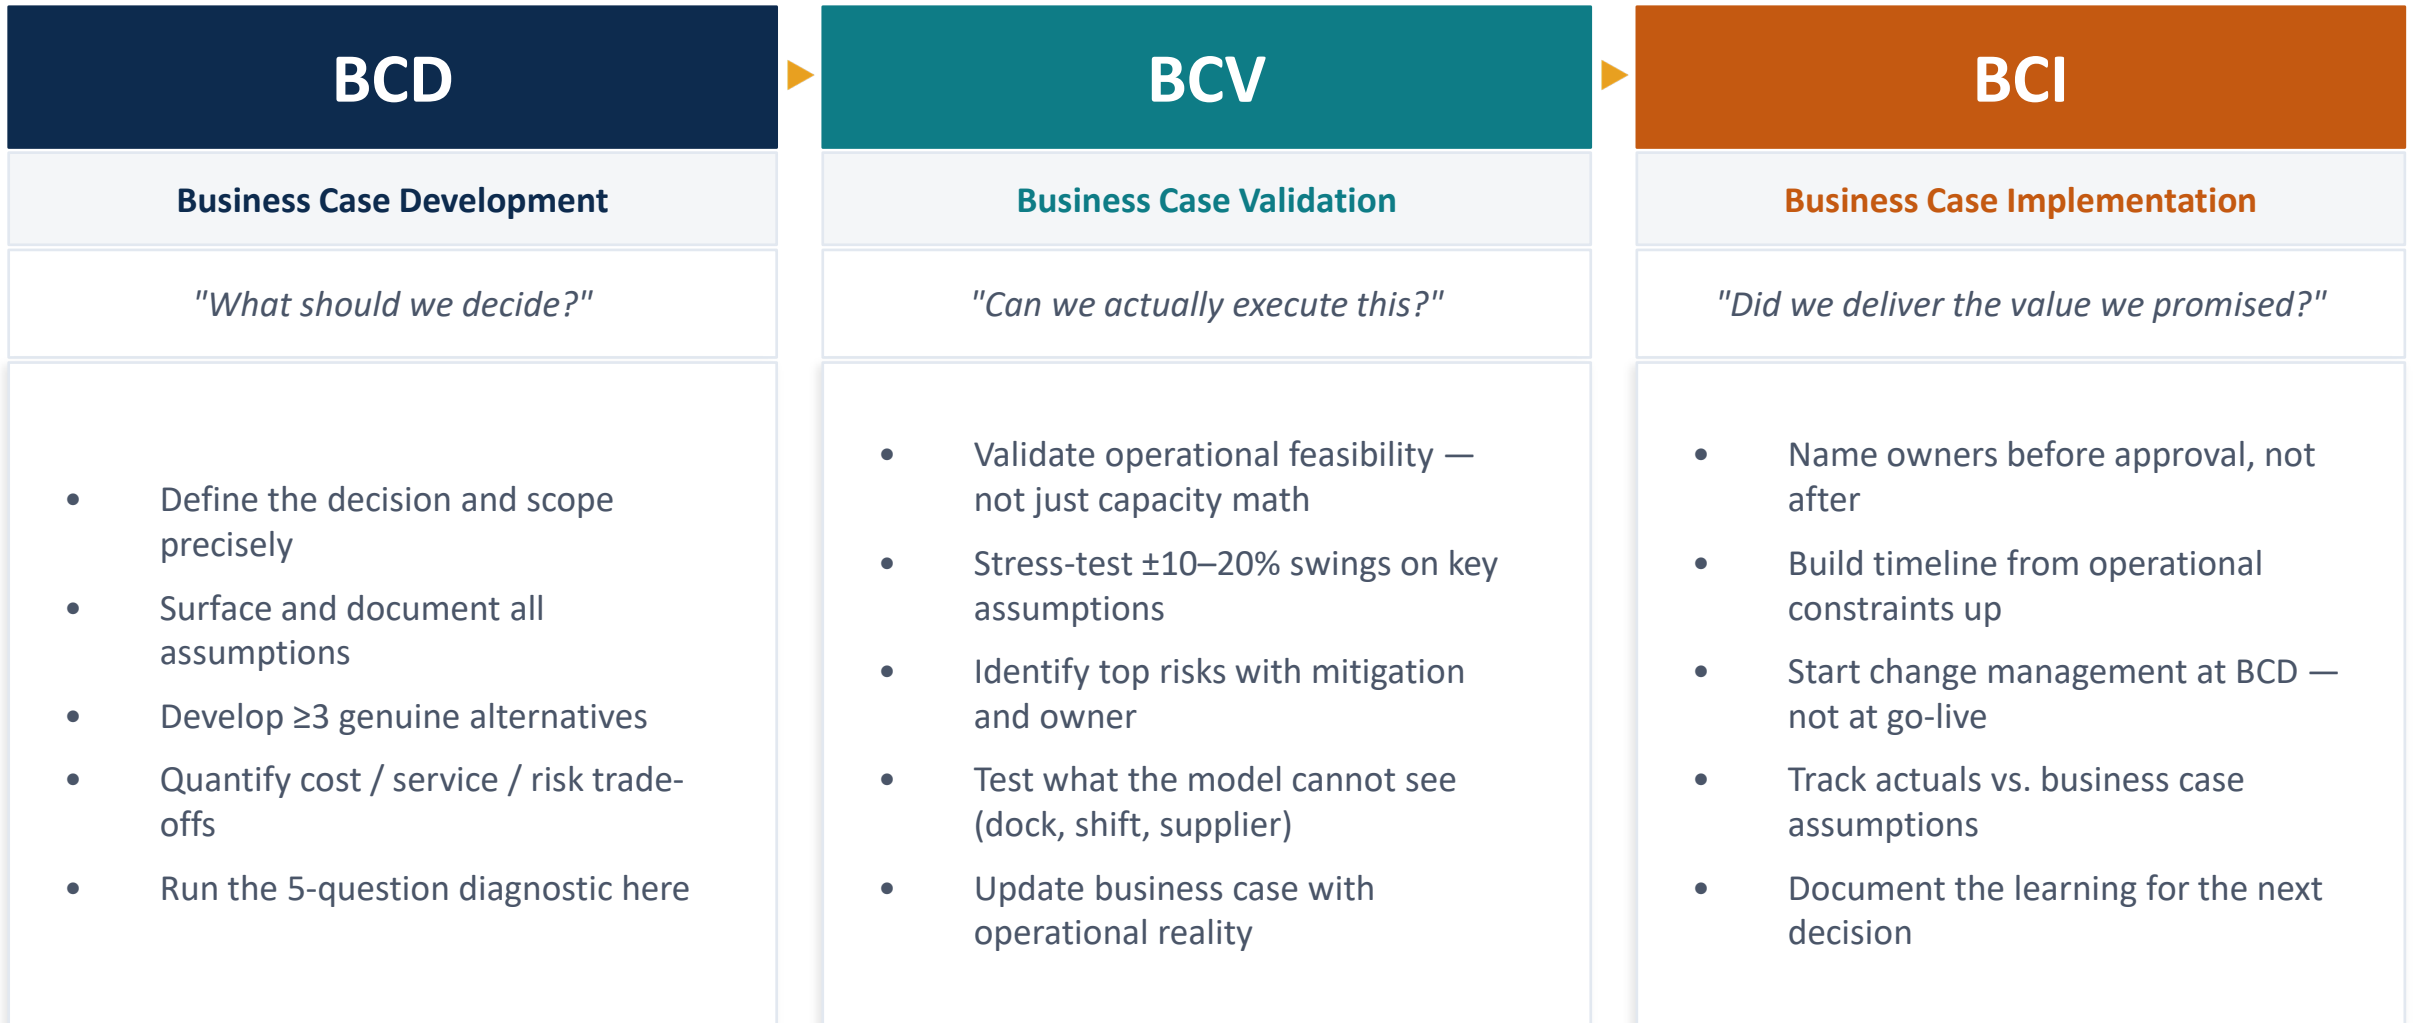 BCD
Business Case Development
"What should we decide?"
• Define the decision and scope
precisely
• Surface and document all
assumptions
• Develop ≥3 genuine alternatives
• Quantify cost / service / risk trade-
offs
• Run the 5-question diagnostic here
BCV
Business Case Validation
"Can we actually execute this?"
• Validate operational feasibility —
not just capacity math
• Stress-test ±10–20% swings on key
assumptions
• Identify top risks with mitigation
and owner
• Test what the model cannot see
(dock, shift, supplier)
• Update business case with
operational reality
BCI
Business Case Implementation
"Did we deliver the value we promised?"
• Name owners before approval, not
after
• Build timeline from operational
constraints up
• Start change management at BCD —
not at go-live
• Track actuals vs. business case
assumptions
• Document the learning for the next
decision